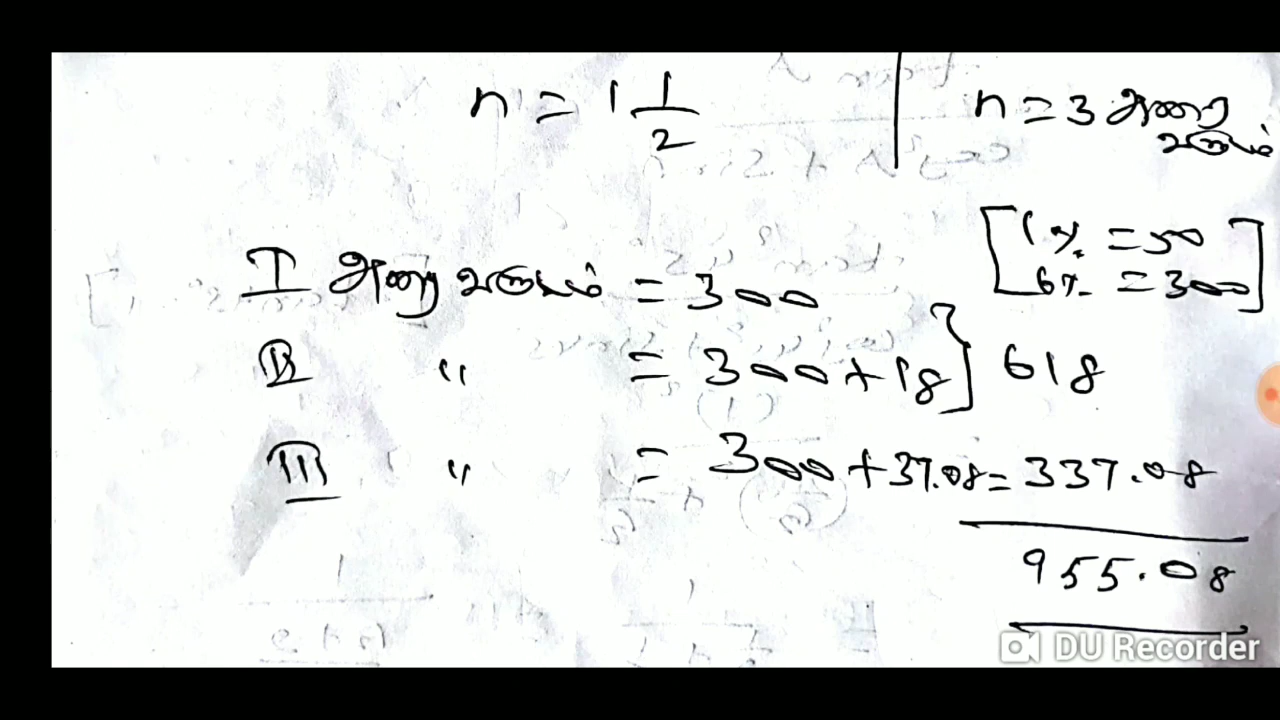 n = 1 1/2
n = 3 அரை வருடம்
[ 1% = 50
6% = 300 ]
I அரை வருடம் = 300
II " = 300 + 18 ] 618
III " = 300 + 37.08 = 337.08
955.08
DU Recorder